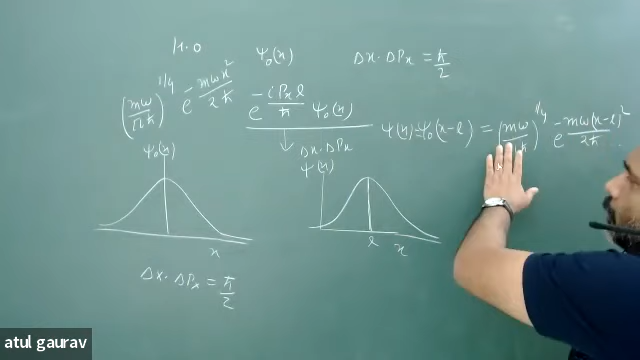 H.O ψ₀(x) Δx·ΔPₓ = ħ/2
(mω/πħ)^1/4 e^-mωx²/2ħ
e^-iPₓl/ħ ψ₀(x)
ψ(x)=ψ₀(x-l) = (mω/ħ)^1/4 e^-mω(x-l)²/2ħ
Δx·ΔPₓ
ψ₀(x) ψ(x)
x l x
Δx·ΔPₓ = ħ/2
atul gaurav